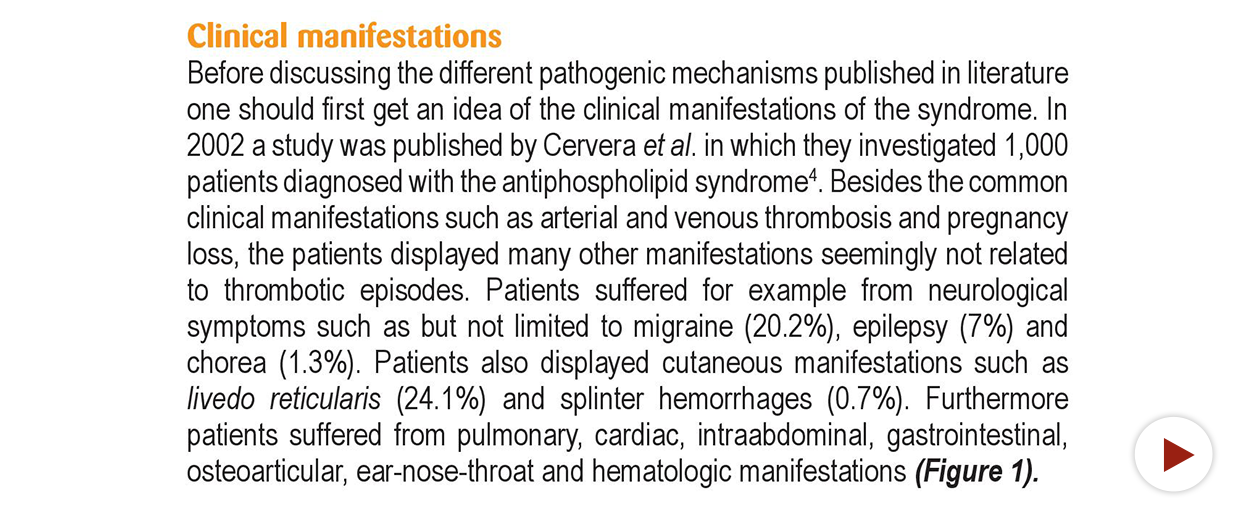 Clinical manifestations
Before discussing the different pathogenic mechanisms published in literature
one should first get an idea of the clinical manifestations of the syndrome. In
2002 a study was published by Cervera et al. in which they investigated 1,000
patients diagnosed with the antiphospholipid syndrome⁴. Besides the common
clinical manifestations such as arterial and venous thrombosis and pregnancy
loss, the patients displayed many other manifestations seemingly not related
to thrombotic episodes. Patients suffered for example from neurological
symptoms such as but not limited to migraine (20.2%), epilepsy (7%) and
chorea (1.3%). Patients also displayed cutaneous manifestations such as
livedo reticularis (24.1%) and splinter hemorrhages (0.7%). Furthermore
patients suffered from pulmonary, cardiac, intraabdominal, gastrointestinal,
osteoarticular, ear-nose-throat and hematologic manifestations (Figure 1).